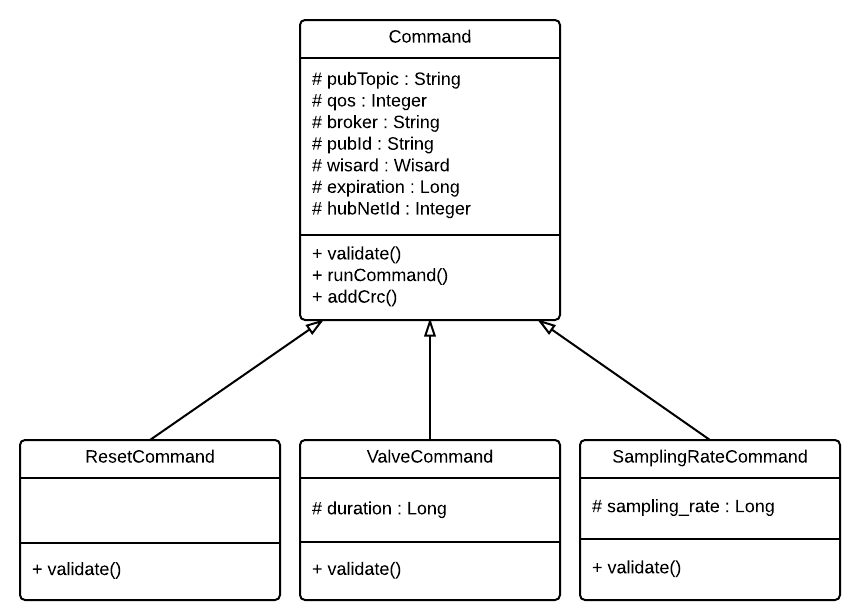 Command
# pubTopic : String
# qos : Integer
# broker : String
# pubId : String
# wisard : Wisard
# expiration : Long
# hubNetId : Integer
+ validate()
+ runCommand()
+ addCrc()
ResetCommand
+ validate()
ValveCommand
# duration : Long
+ validate()
SamplingRateCommand
# sampling_rate : Long
+ validate()